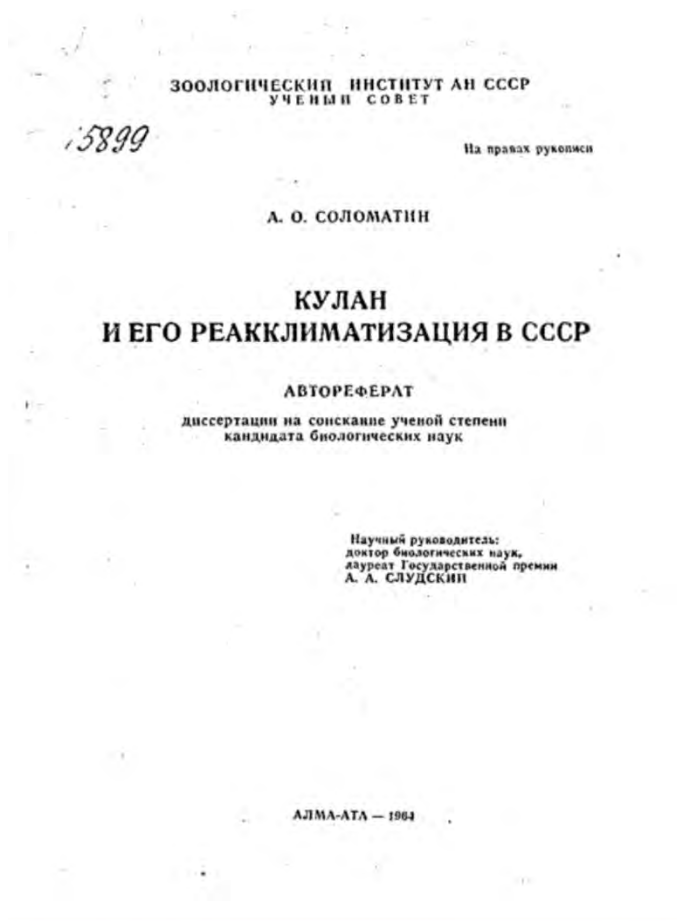 ЗООЛОГИЧЕСКИЙ ИНСТИТУТ АН СССР
УЧЕНЫЙ СОВЕТ
15899
На правах рукописи
А. О. СОЛОМАТИН
КУЛАН
И ЕГО РЕАККЛИМАТИЗАЦИЯ В СССР
АВТОРЕФЕРАТ
диссертации на соискание ученой степени
кандидата биологических наук
Научный руководитель:
доктор биологических наук,
лауреат Государственной премии
А. А. СЛУДСКИЙ
АЛМА-АТА — 1964